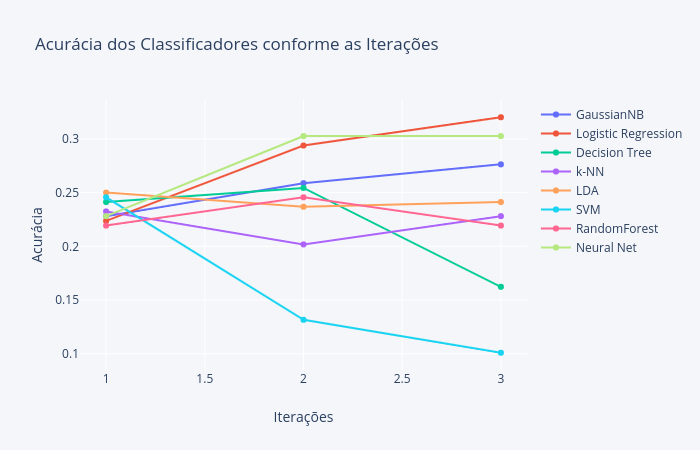 Acurácia dos Classificadores conforme as Iterações
GaussianNB
Logistic Regression
Decision Tree
k-NN
LDA
SVM
RandomForest
Neural Net
Acurácia
0.3
0.25
0.2
0.15
0.1
1
1.5
2
2.5
3
Iterações